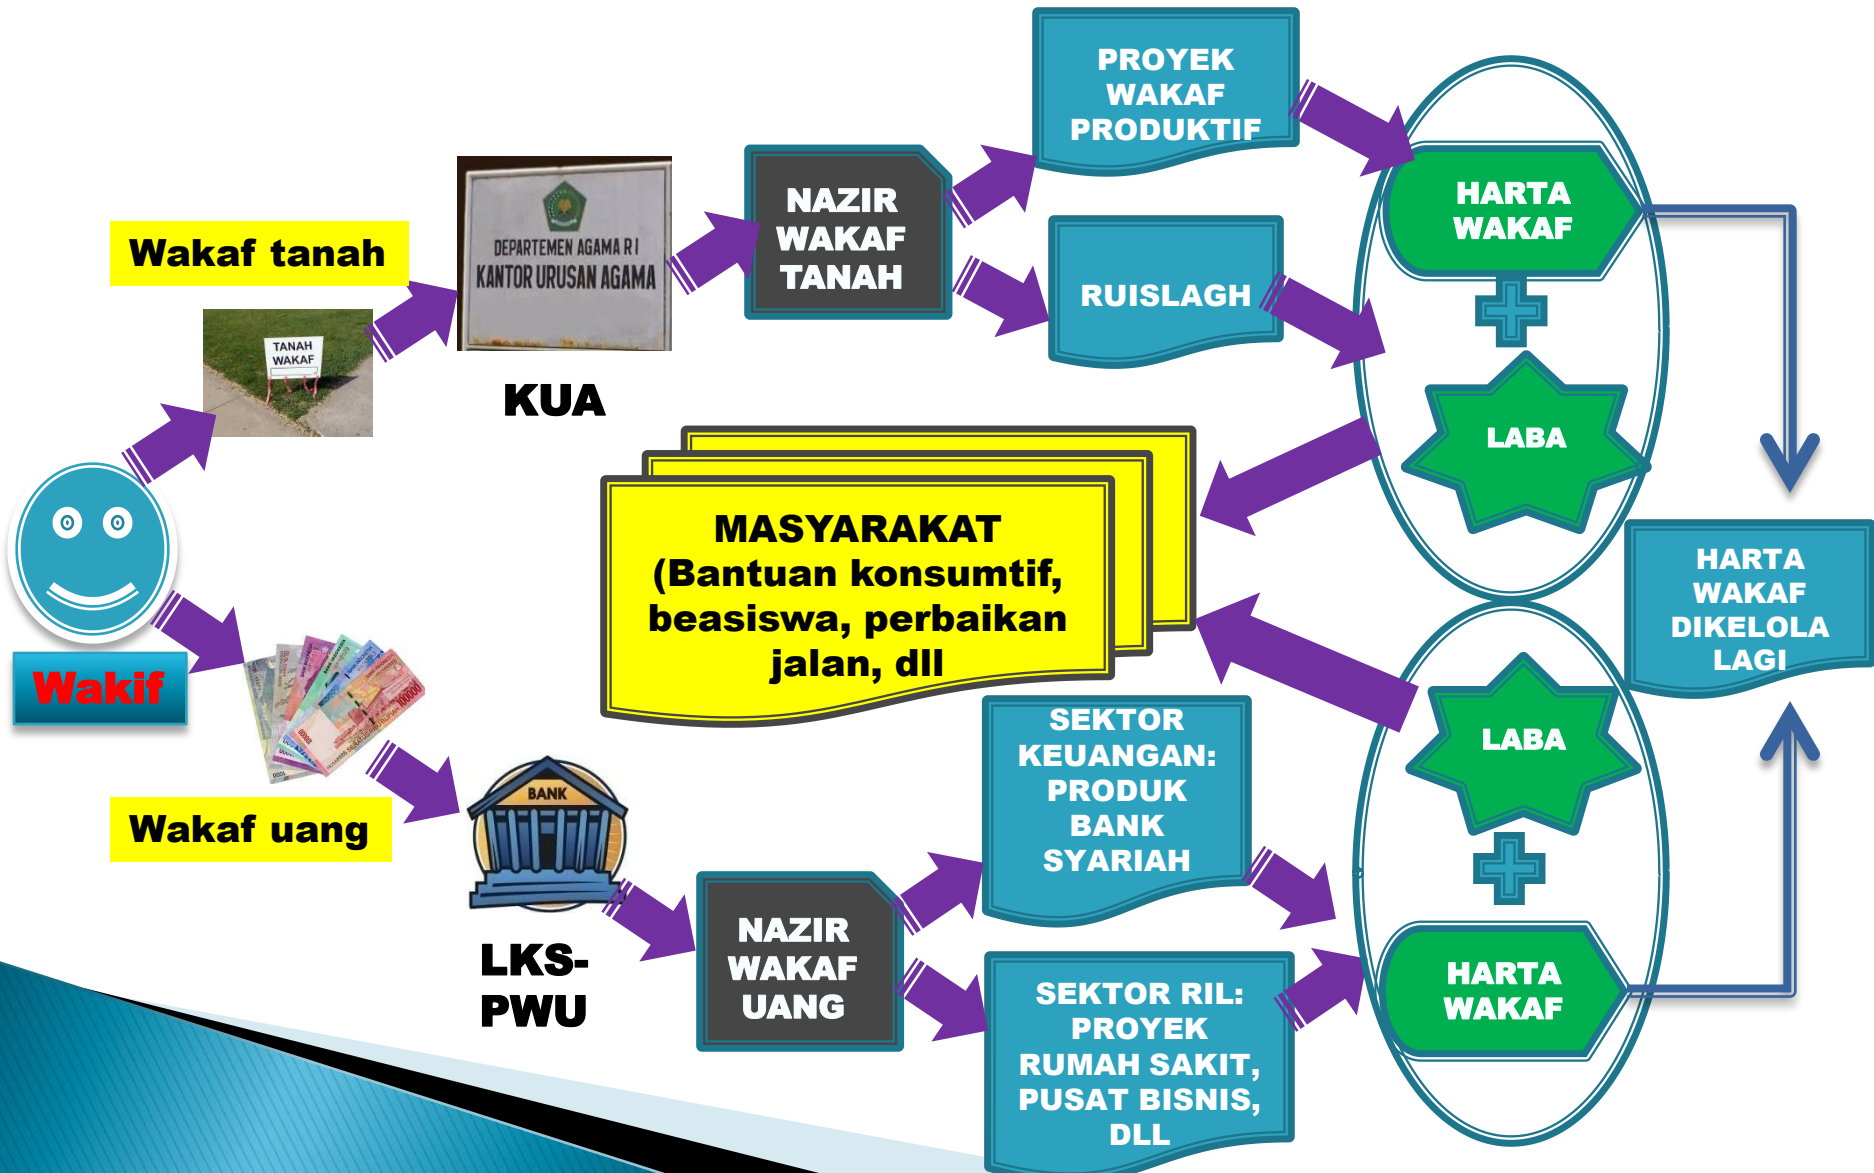 PROYEK
WAKAF
PRODUKTIF
HARTA
WAKAF
NAZIR
WAKAF
TANAH
DEPARTEMEN AGAMA R I
KANTOR URUSAN AGAMA
Wakaf tanah
RUISLAGH
TANAH
WAKAF
KUA
LABA
MASYARAKAT
(Bantuan konsumtif,
beasiswa, perbaikan
jalan, dll
HARTA
WAKAF
DIKELOLA
LAGI
Wakif
100000
SEKTOR
KEUANGAN:
PRODUK
BANK
SYARIAH
LABA
BANK
Wakaf uang
NAZIR
WAKAF
UANG
LKS-
PWU
HARTA
WAKAF
SEKTOR RIL:
PROYEK
RUMAH SAKIT,
PUSAT BISNIS,
DLL